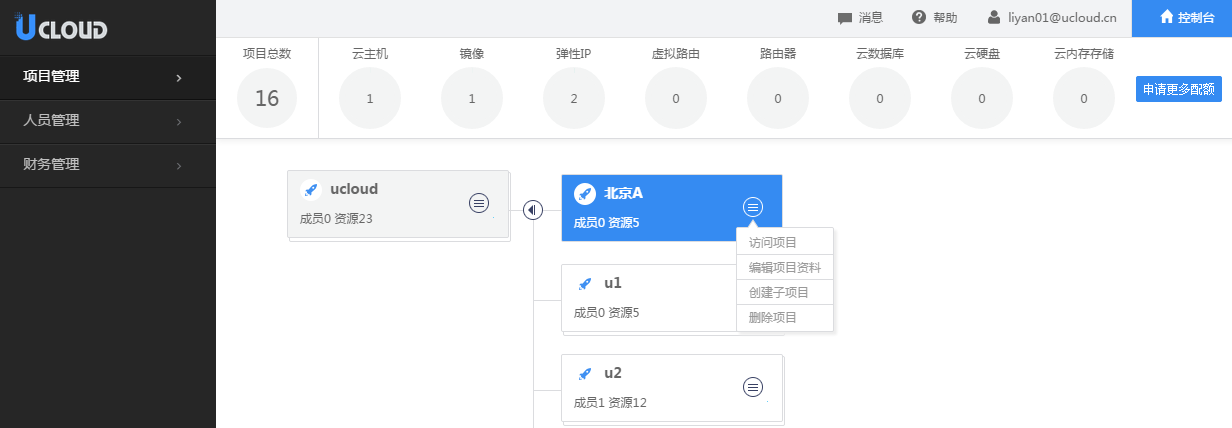 UCLOUD
消息
帮助
liyan01@ucloud.cn
控制台
项目管理
人员管理
财务管理
项目总数
16
云主机
1
镜像
1
弹性IP
2
虚拟路由
0
路由器
0
云数据库
0
云硬盘
0
云内存存储
0
申请更多配额
ucloud
成员0 资源23
北京A
成员0 资源5
访问项目
编辑项目资料
创建子项目
删除项目
u1
成员0 资源5
u2
成员1 资源12